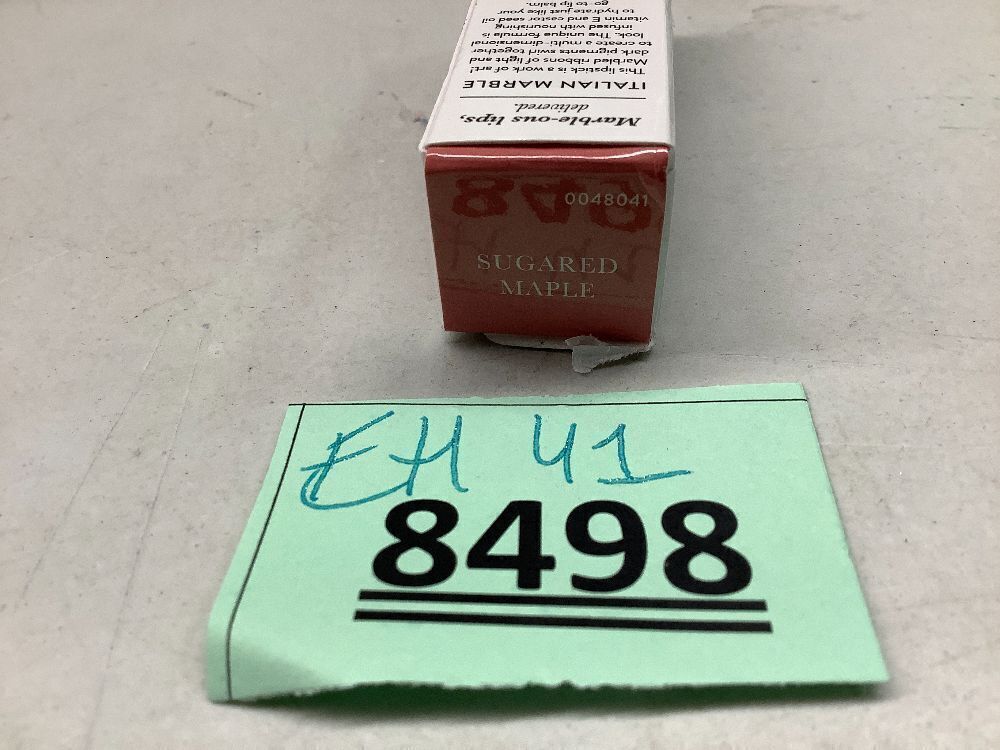 Marble-ous lips,
delivered.
ITALIAN MARBLE
This lipstick is a work of art!
Marbled ribbons of light and
dark pigments swirl together
to create a multi-dimensional
look. The unique formula is
infused with nourishing
vitamin E and castor seed oil
to hydrate just like your
go-to lip balm.
0048041
SUGARED
MAPLE
EH 41
8498